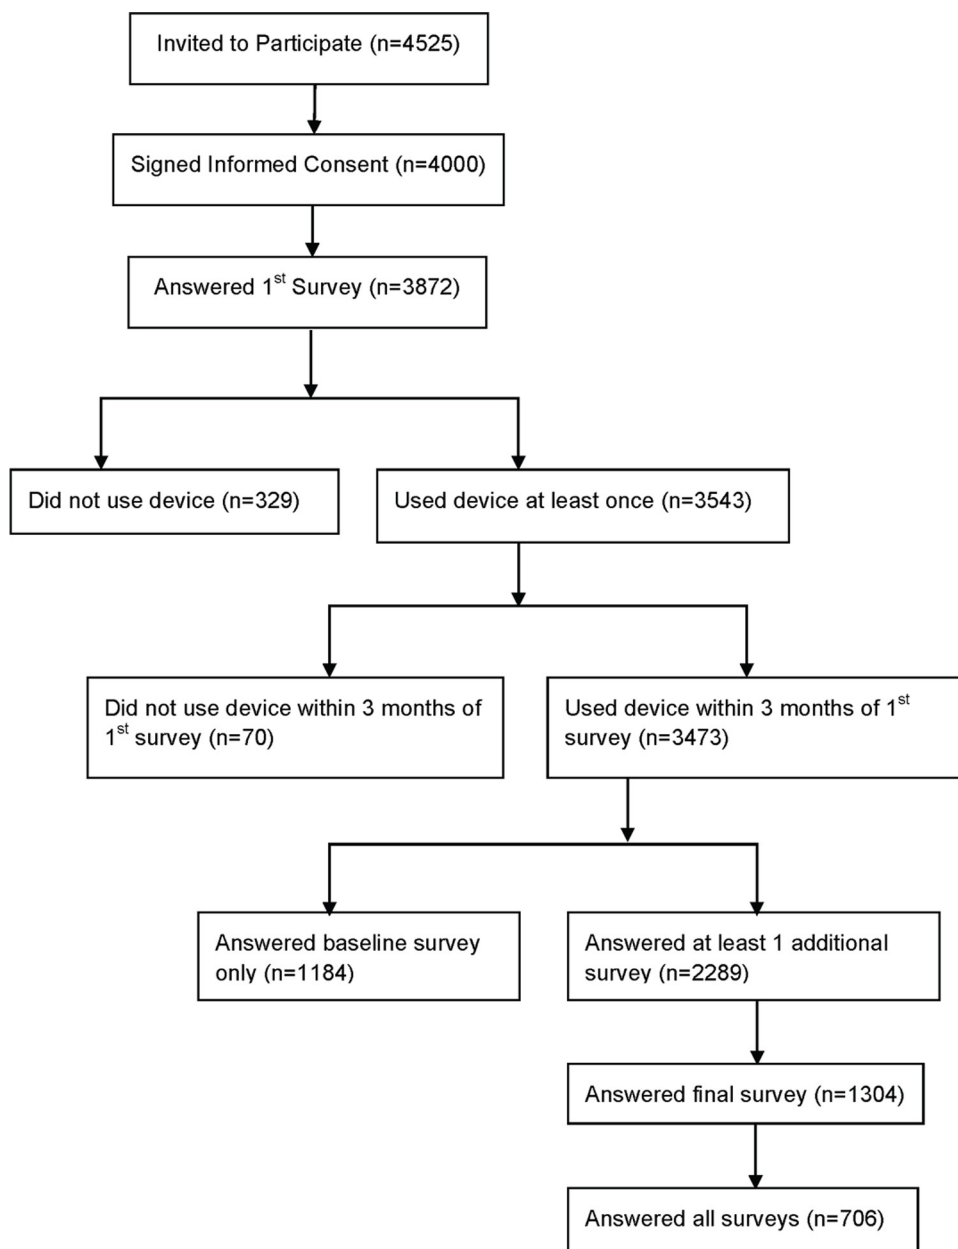 Invited to Participate (n=4525)
Signed Informed Consent (n=4000)
Answered 1st Survey (n=3872)
Did not use device (n=329)
Used device at least once (n=3543)
Did not use device within 3 months of
1st survey (n=70)
Used device within 3 months of 1st
survey (n=3473)
Answered baseline survey
only (n=1184)
Answered at least 1 additional
survey (n=2289)
Answered final survey (n=1304)
Answered all surveys (n=706)